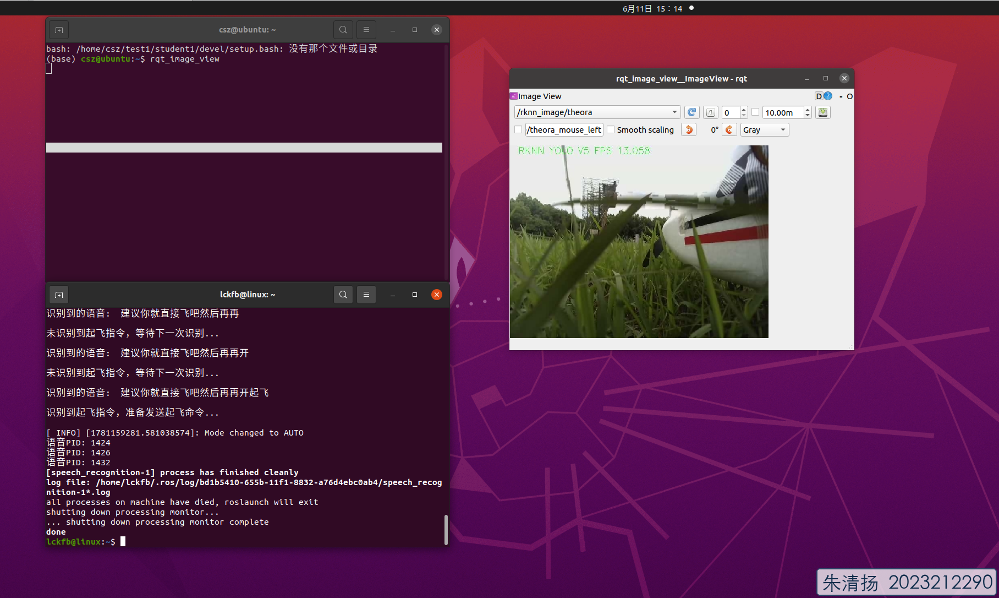 6月11日 15：14
csz@ubuntu: ~
bash: /home/csz/test1/student1/devel/setup.bash: 没有那个文件或目录
(base) csz@ubuntu:~$ rqt_image_view
lckfb@linux: ~
识别到的语音： 建议你就直接飞吧然后再再
未识别到起飞指令，等待下一次识别...
识别到的语音： 建议你就直接飞吧然后再再开
未识别到起飞指令，等待下一次识别...
识别到的语音： 建议你就直接飞吧然后再再开起飞
识别到起飞指令，准备发送起飞命令...
[ INFO] [1781159281.581038574]: Mode changed to AUTO
语音PID: 1424
语音PID: 1426
语音PID: 1432
[speech_recognition-1] process has finished cleanly
log file: /home/lckfb/.ros/log/bd1b5410-655b-11f1-8832-a76d4ebc0ab4/speech_recog
nition-1*.log
all processes on machine have died, roslaunch will exit
shutting down processing monitor...
... shutting down processing monitor complete
done
lckfb@linux:~$
rqt_image_view__ImageView - rqt
Image View
D ? - O
/rknn_image/theora 0 10.00m
/theora_mouse_left Smooth scaling 0° Gray
RKNN YOLO V5 FPS 13.058
朱清扬 2023212290